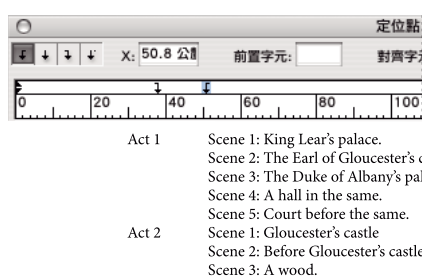 定位點
X: 50.8 公 前置字元: 對齊字
0 20 40 60 80 100
Act 1 Scene 1: King Lear's palace.
Scene 2: The Earl of Gloucester's
Scene 3: The Duke of Albany's
Scene 4: A hall in the same.
Scene 5: Court before the same.
Act 2 Scene 1: Gloucester's castle
Scene 2: Before Gloucester's castle
Scene 3: A wood.